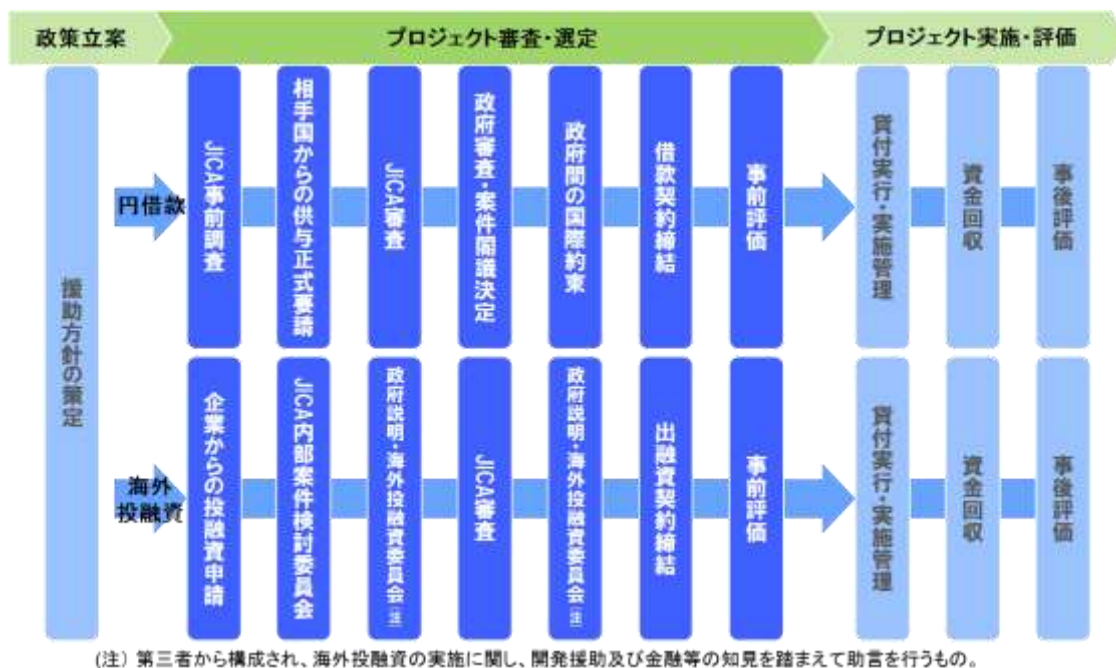 政策立案
プロジェクト審査・選定
プロジェクト実施・評価
援助方針の策定
円借款
JICA事前調査
相手国からの供与正式要請
JICA審査
政府審査・案件閣議決定
政府間の国際約束
借款契約締結
事前評価
貸付実行・実施管理
資金回収
事後評価
海外
投融資
企業からの投融資申請
JICA内部案件検討委員会
政府説明・海外投融資委員会(注)
JICA審査
政府説明・海外投融資委員会(注)
出融資契約締結
事前評価
貸付実行・実施管理
資金回収
事後評価
(注) 第三者から構成され、海外投融資の実施に関し、開発援助及び金融等の知見を踏まえて助言を行うもの。